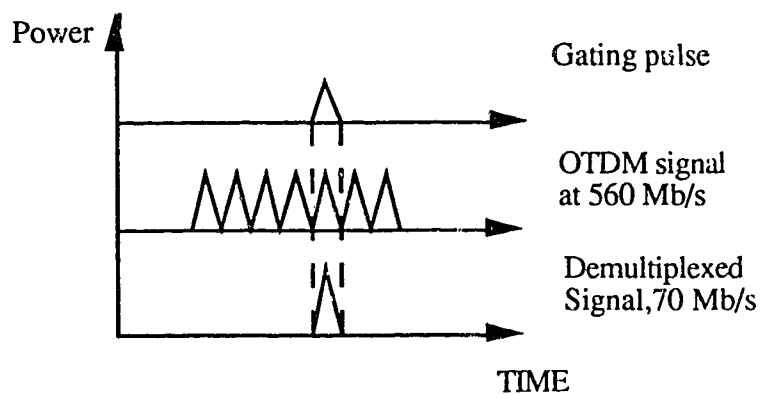 Power
Gating pulse
OTDM signal
at 560 Mb/s
Demultiplexed
Signal,70 Mb/s
TIME